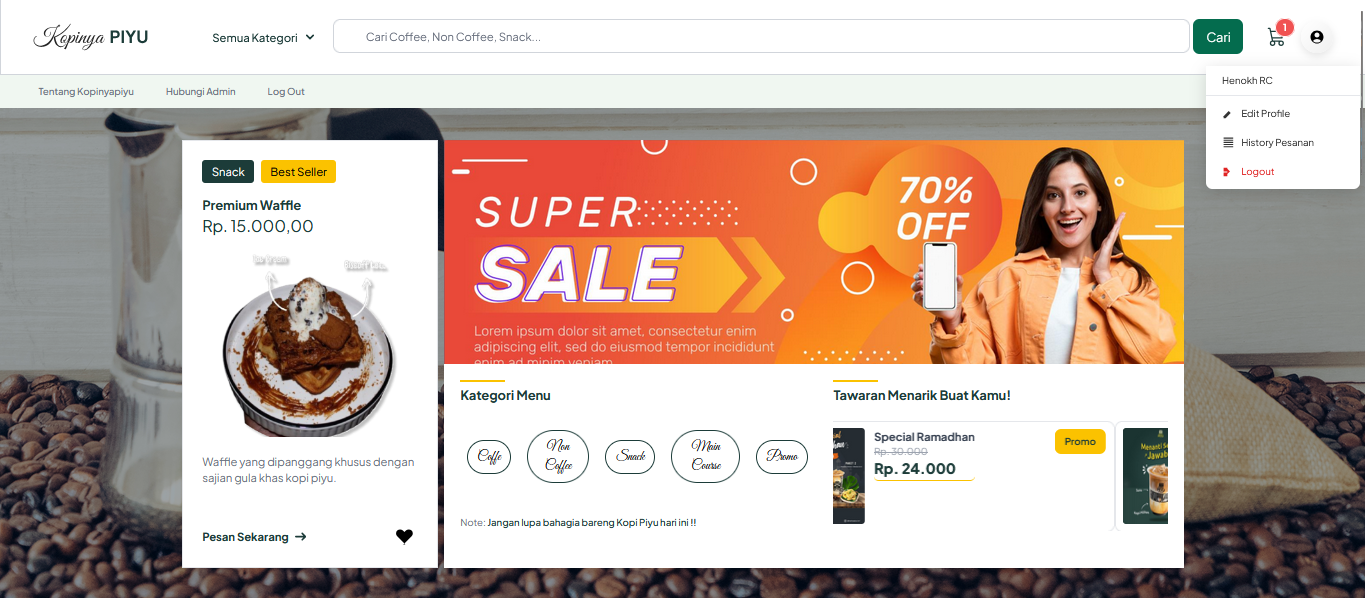 Kopinya PIYU
Semua Kategori
Cari Coffee, Non Coffee, Snack...
Cari
1
Tentang Kopinyapiyu
Hubungi Admin
Log Out
Henokh RC
Edit Profile
History Pesanan
Logout
Snack
Best Seller
Premium Waffle
Rp. 15.000,00
Waffle yang dipanggang khusus dengan
sajian gula khas kopi piyu.
Pesan Sekarang
SUPER
SALE
70%
OFF
Lorem ipsum dolor sit amet, consectetur enim
adipiscing elit, sed do eiusmod tempor incididunt
enim ad minim veniam
Kategori Menu
Coffe
Non
Coffee
Snack
Main
Course
Promo
Note: Jangan lupa bahagia bareng Kopi Piyu hari ini !!
Tawaran Menarik Buat Kamu!
Special Ramadhan
Rp. 30.000
Rp. 24.000
Promo